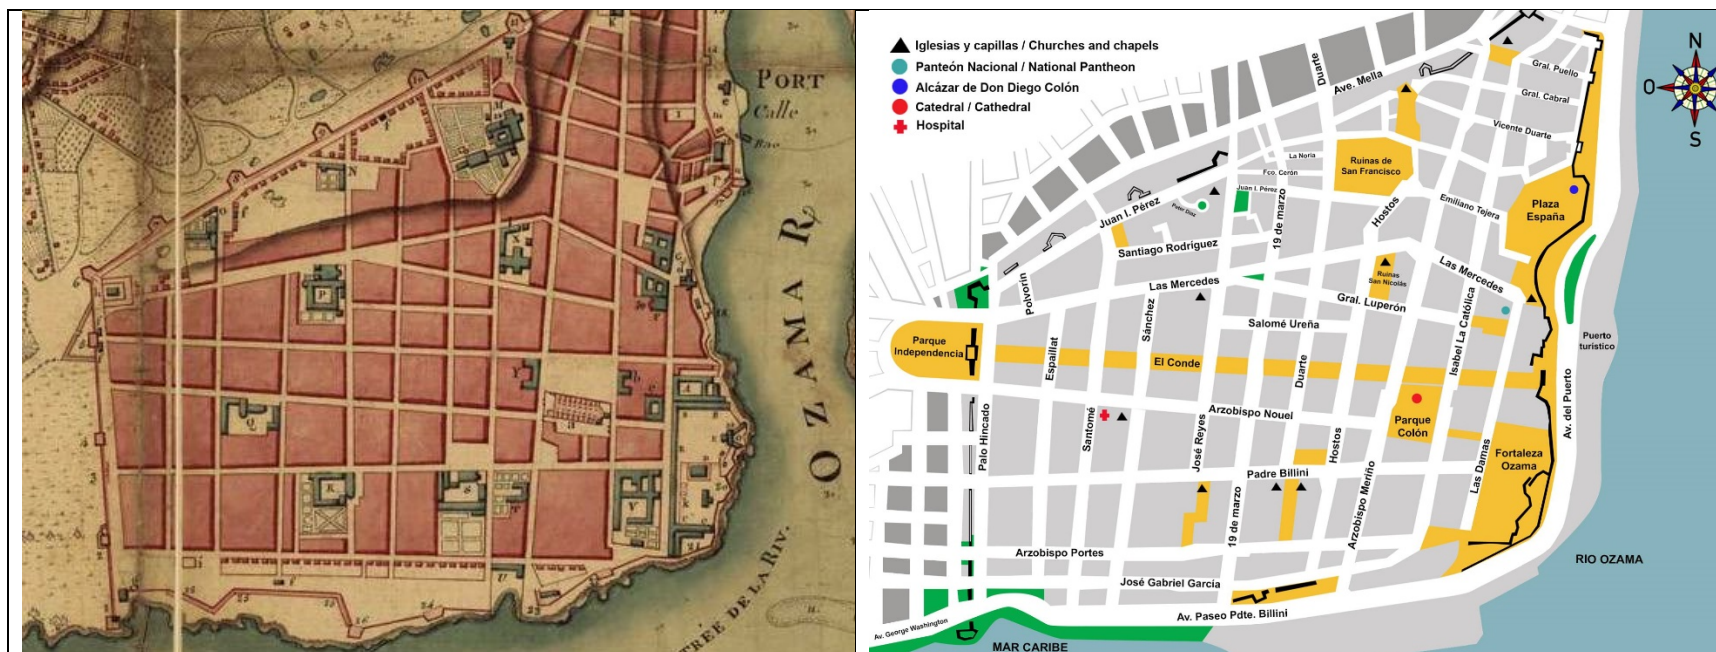 PORT
Calle
OZAMA R.
TRÉE DE LA RIV.
M
N
P
Q
K
S
T
V
U
Y
A
Iglesias y capillas / Churches and chapels
Panteón Nacional / National Pantheon
Alcázar de Don Diego Colón
Catedral / Cathedral
Hospital
N
O
S
Duarte
Ave. Mella
Gral. Puello
Gral. Cabral
Vicente Duarte
La Noria
Fco. Cerón
Juan I. Pérez
Ruinas de
San Francisco
Juan I. Pérez
19 de marzo
Hostos
Emiliano Tejera
Plaza
España
Santiago Rodríguez
Polvorín
Las Mercedes
Sánchez
Ruinas
San Nicolás
Las Mercedes
Gral. Luperón
Isabel La Católica
Salomé Ureña
Parque
Independencia
Espaillat
El Conde
Duarte
Puerto
turístico
Av. del Puerto
Palo Hincado
Santomé
José Reyes
Arzobispo Nouel
Hostos
Parque
Colón
Las Damas
Fortaleza
Ozama
Padre Billini
19 de marzo
Arzobispo Meriño
Arzobispo Portes
José Gabriel García
RIO OZAMA
Av. Paseo Pdte. Billini
Av. George Washington
MAR CARIBE